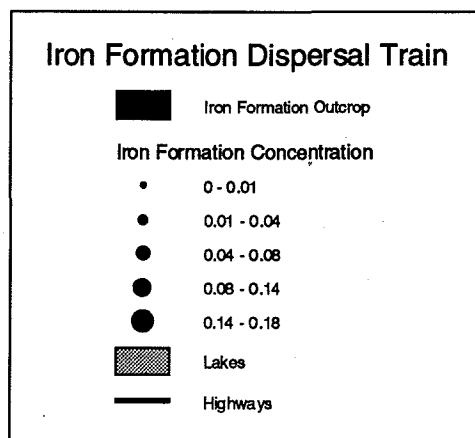 Iron Formation Dispersal Train
Iron Formation Outcrop
Iron Formation Concentration
0 - 0.01
0.01 - 0.04
0.04 - 0.08
0.08 - 0.14
0.14 - 0.18
Lakes
Highways